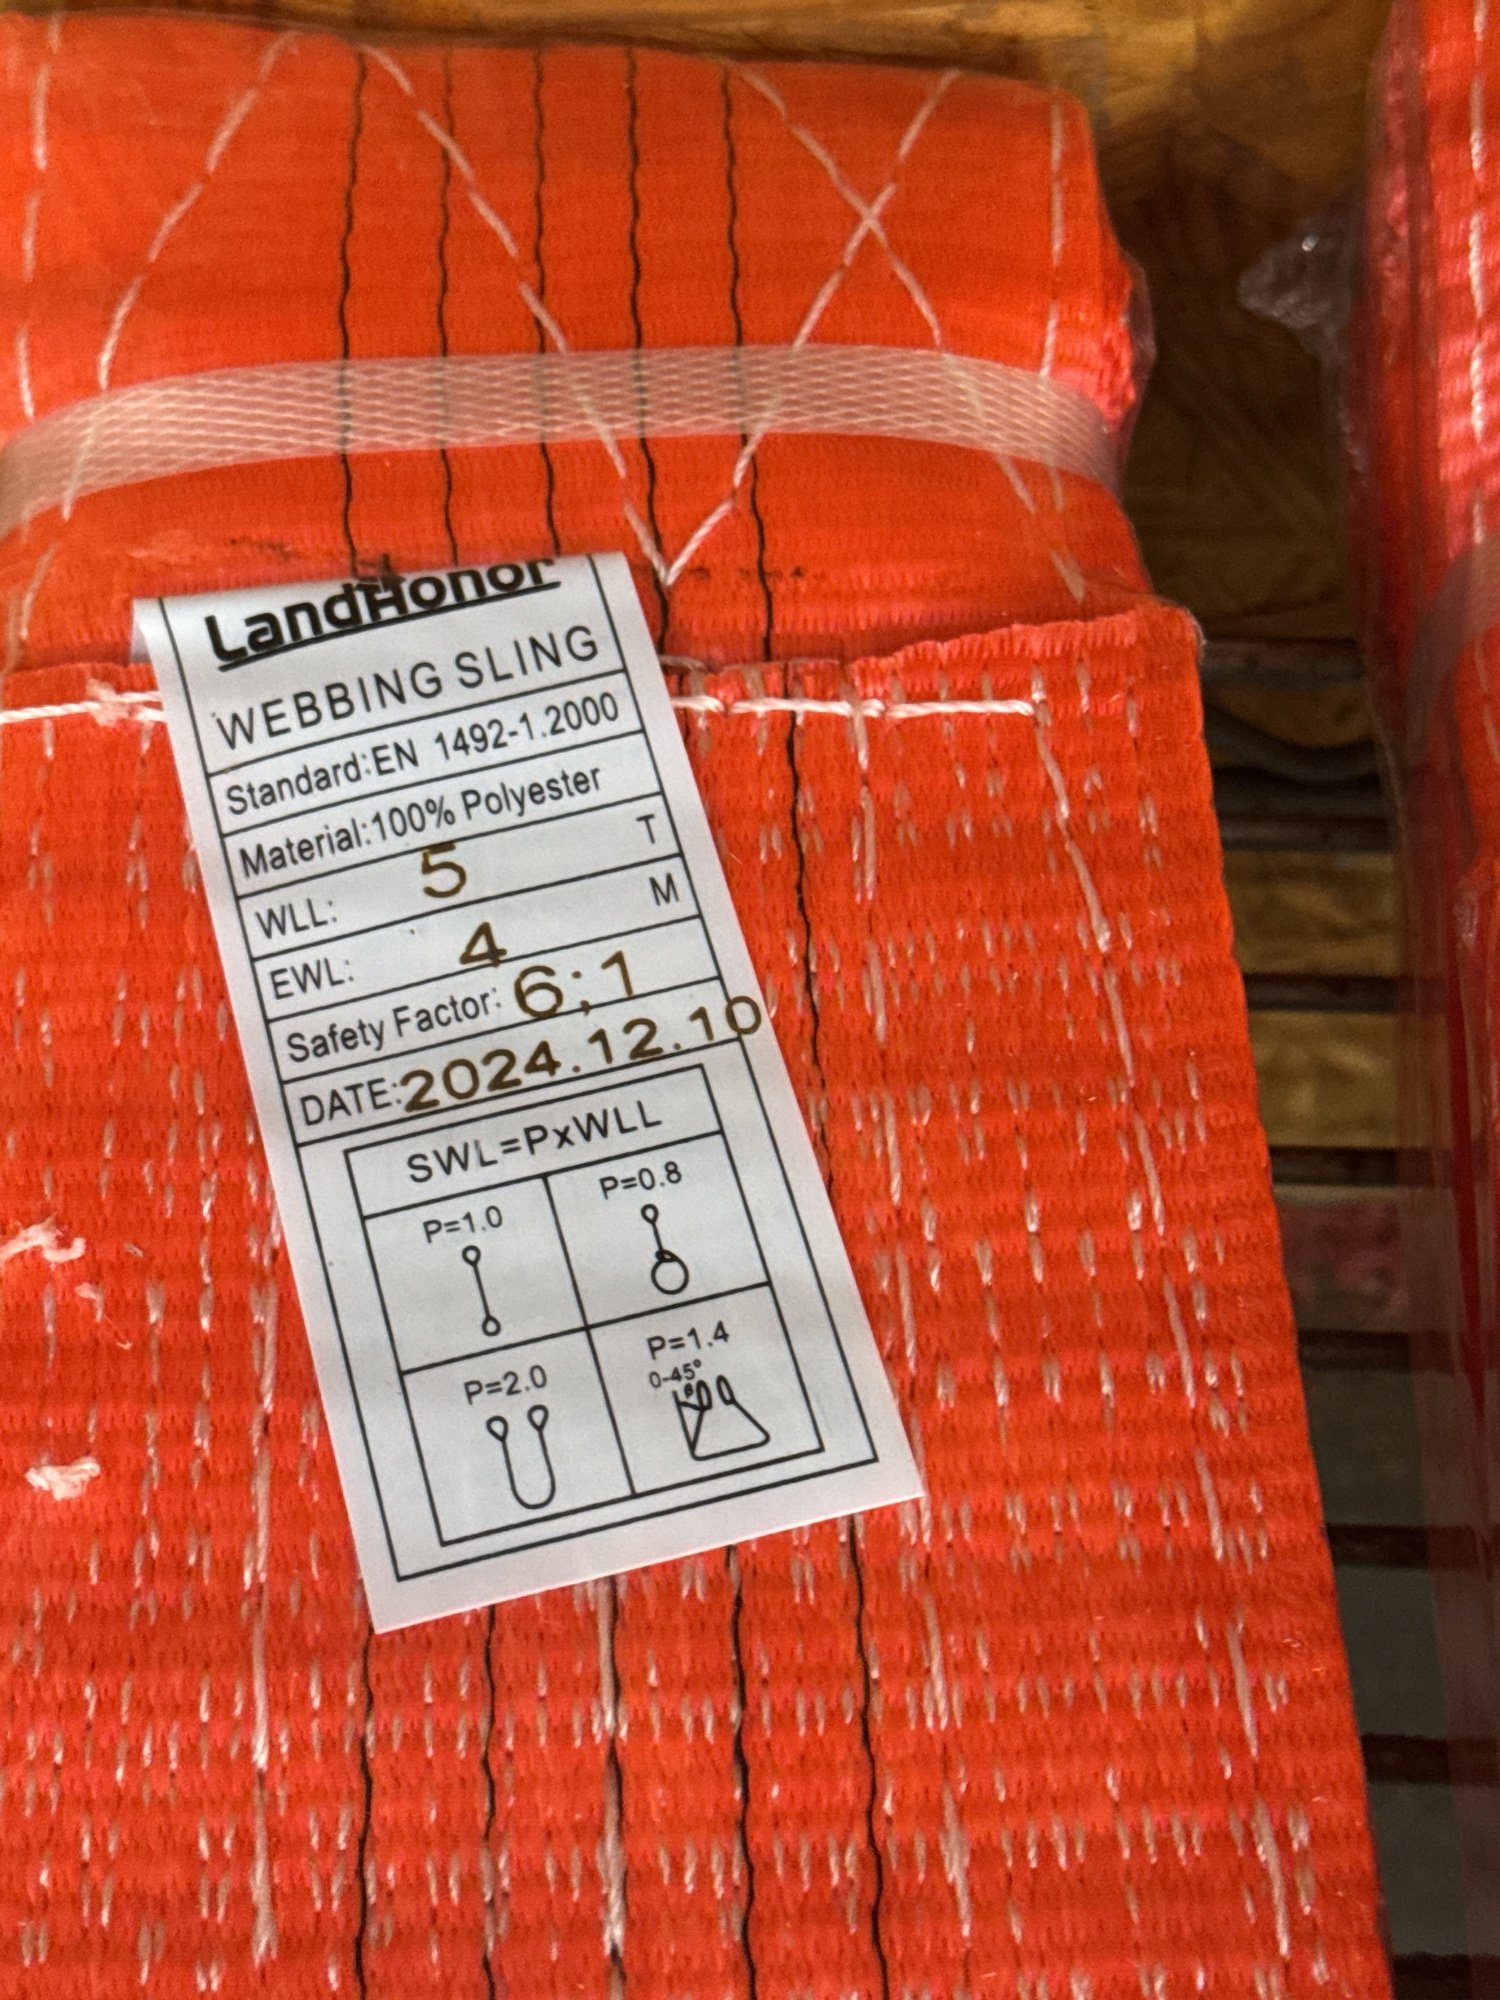 LandHonor
WEBBING SLING
Standard:EN 1492-1.2000
Material:100% Polyester
WLL: 5 T
EWL: 4 M
Safety Factor: 6:1
DATE:2024.12.10
SWL=PxWLL
P=1.0
P=0.8
P=2.0
P=1.4
0-45°
β